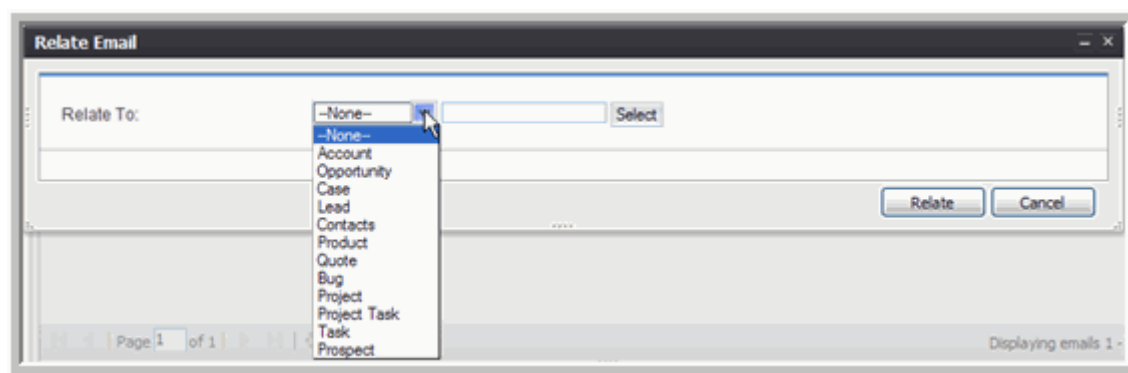 Relate Email
Relate To: --None-- Select
--None--
Account
Opportunity
Case
Lead
Contacts
Product
Quote
Bug
Project
Project Task
Task
Prospect
Relate Cancel
Page 1 of 1
Displaying emails 1 -